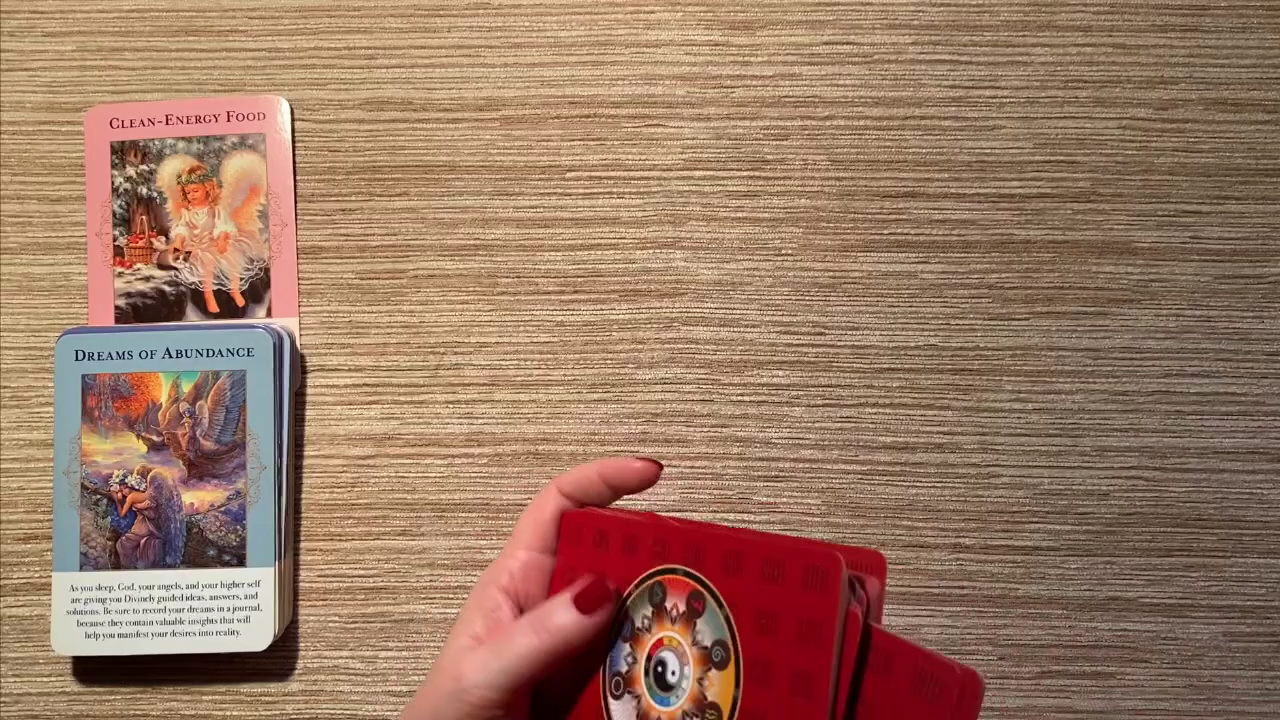 CLEAN-ENERGY FOOD
DREAMS OF ABUNDANCE
As you sleep, God, your angels, and your higher self
are giving you Divinely guided ideas, answers, and
solutions. Be sure to record your dreams in a journal,
because they contain valuable insights that will
help you manifest your desires into reality.